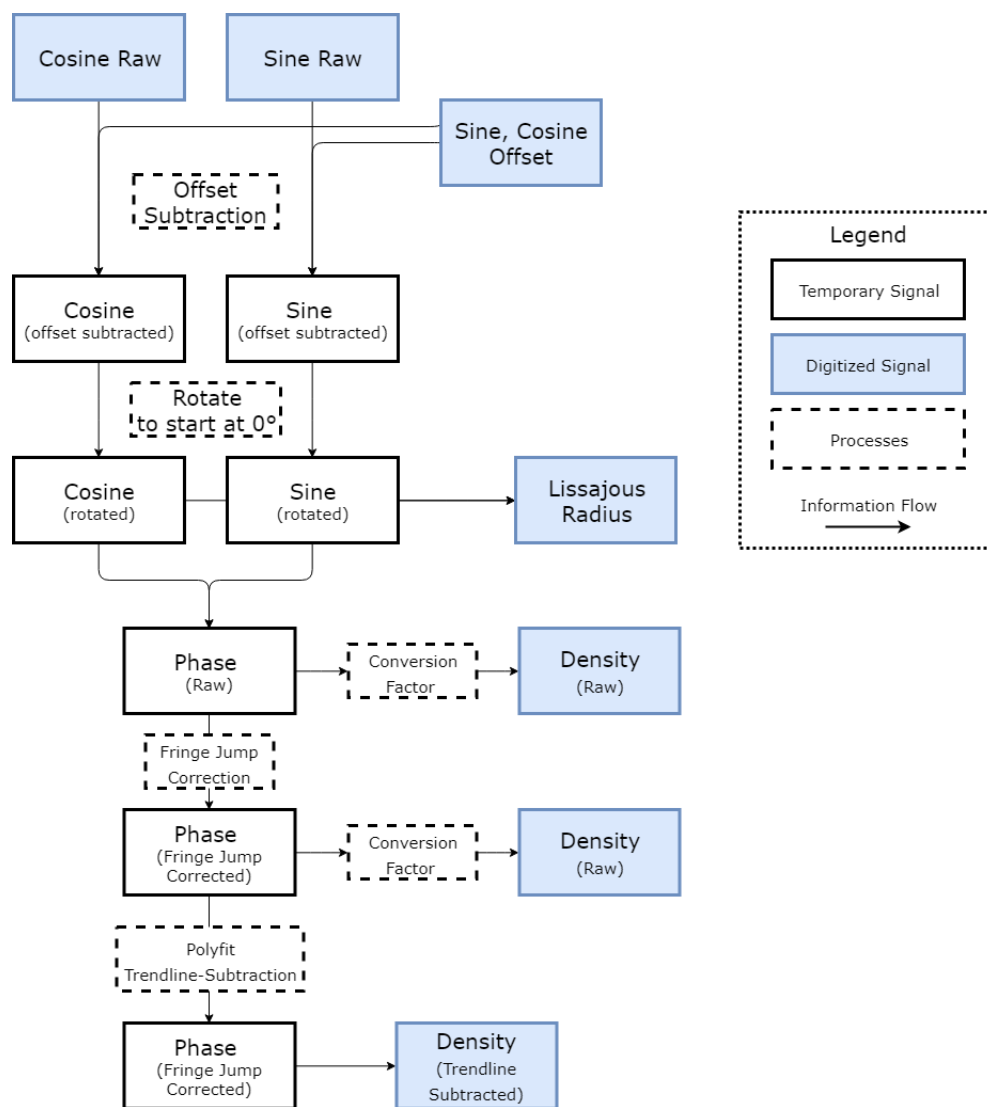 Cosine Raw
Sine Raw
Sine, Cosine
Offset
Offset
Subtraction
Legend
Temporary Signal
Digitized Signal
Processes
Information Flow
Cosine
(offset subtracted)
Sine
(offset subtracted)
Rotate
to start at 0°
Cosine
(rotated)
Sine
(rotated)
Lissajous
Radius
Phase
(Raw)
Conversion
Factor
Density
(Raw)
Fringe Jump
Correction
Phase
(Fringe Jump
Corrected)
Conversion
Factor
Density
(Raw)
Polyfit
Trendline-Subtraction
Phase
(Fringe Jump
Corrected)
Density
(Trendline
Subtracted)